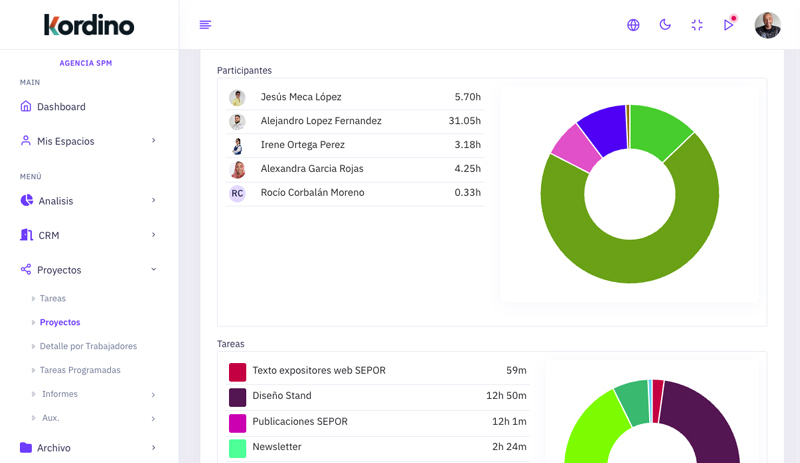 Kordino
AGENCIA SPM
MAIN
Dashboard
Mis Espacios
MENÚ
Analisis
CRM
Proyectos
Tareas
Proyectos
Detalle por Trabajadores
Tareas Programadas
Informes
Aux.
Archivo
Participantes
Jesús Meca López 5.70h
Alejandro Lopez Fernandez 31.05h
Irene Ortega Perez 3.18h
Alexandra Garcia Rojas 4.25h
RC Rocío Corbalán Moreno 0.33h
Tareas
Texto expositores web SEPOR 59m
Diseño Stand 12h 50m
Publicaciones SEPOR 12h 1m
Newsletter 2h 24m